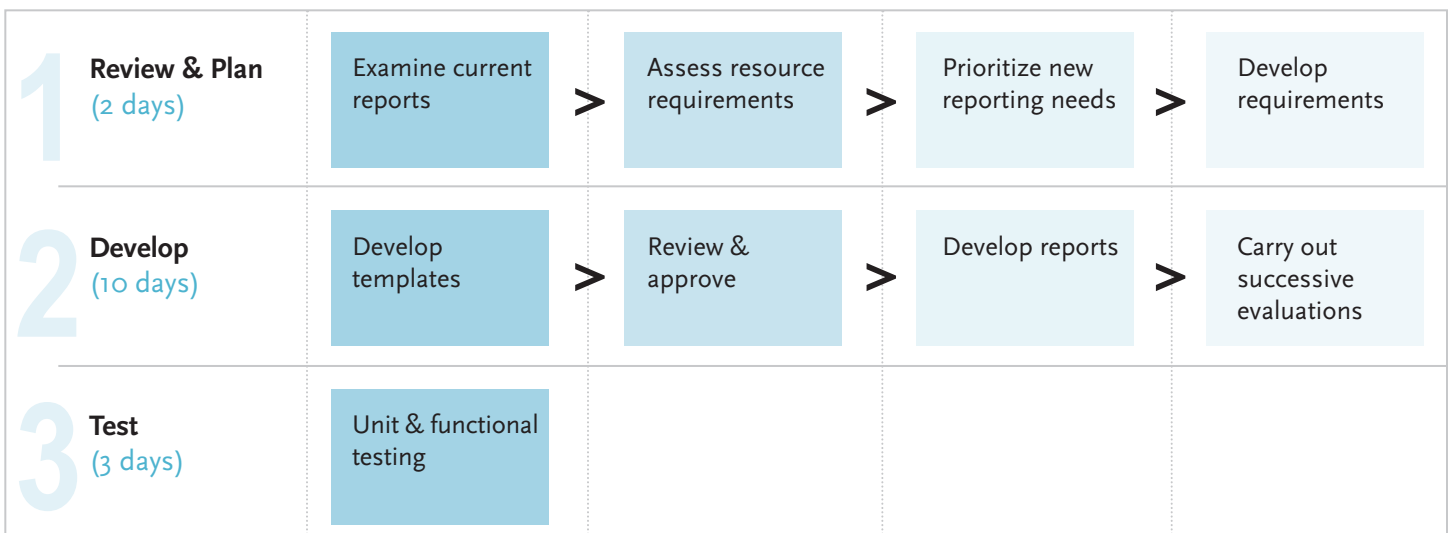 1
Review & Plan
(2 days)
Examine current
reports
>
Assess resource
requirements
>
Prioritize new
reporting needs
>
Develop
requirements
2
Develop
(10 days)
Develop
templates
>
Review &
approve
>
Develop reports
>
Carry out
successive
evaluations
3
Test
(3 days)
Unit & functional
testing